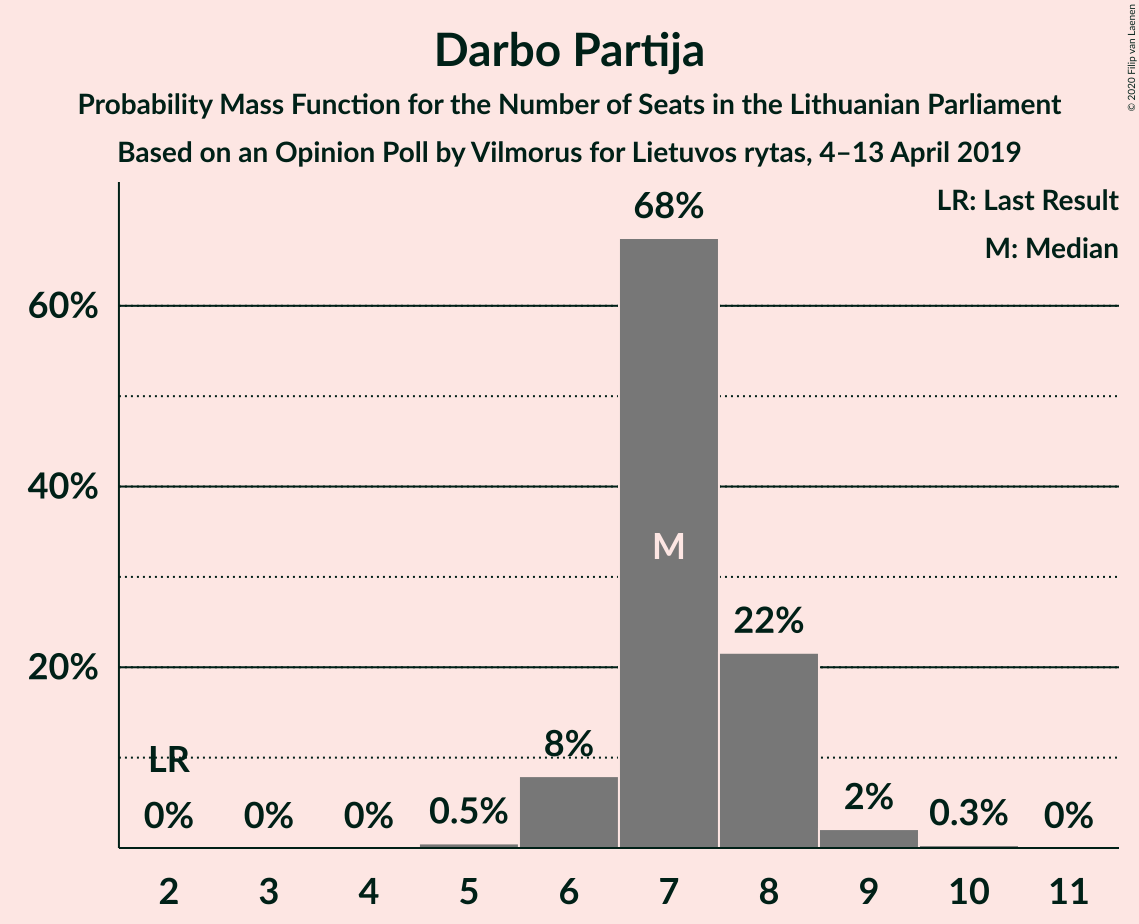 Darbo Partija
Probability Mass Function for the Number of Seats in the Lithuanian Parliament
Based on an Opinion Poll by Vilmorus for Lietuvos rytas, 4–13 April 2019
© 2020 Filip van Laenen
LR: Last Result
M: Median
68%
60%
40%
M
22%
20%
8%
LR
2%
0%
0%
0%
0.5%
0.3%
0%
2
3
4
5
6
7
8
9
10
11